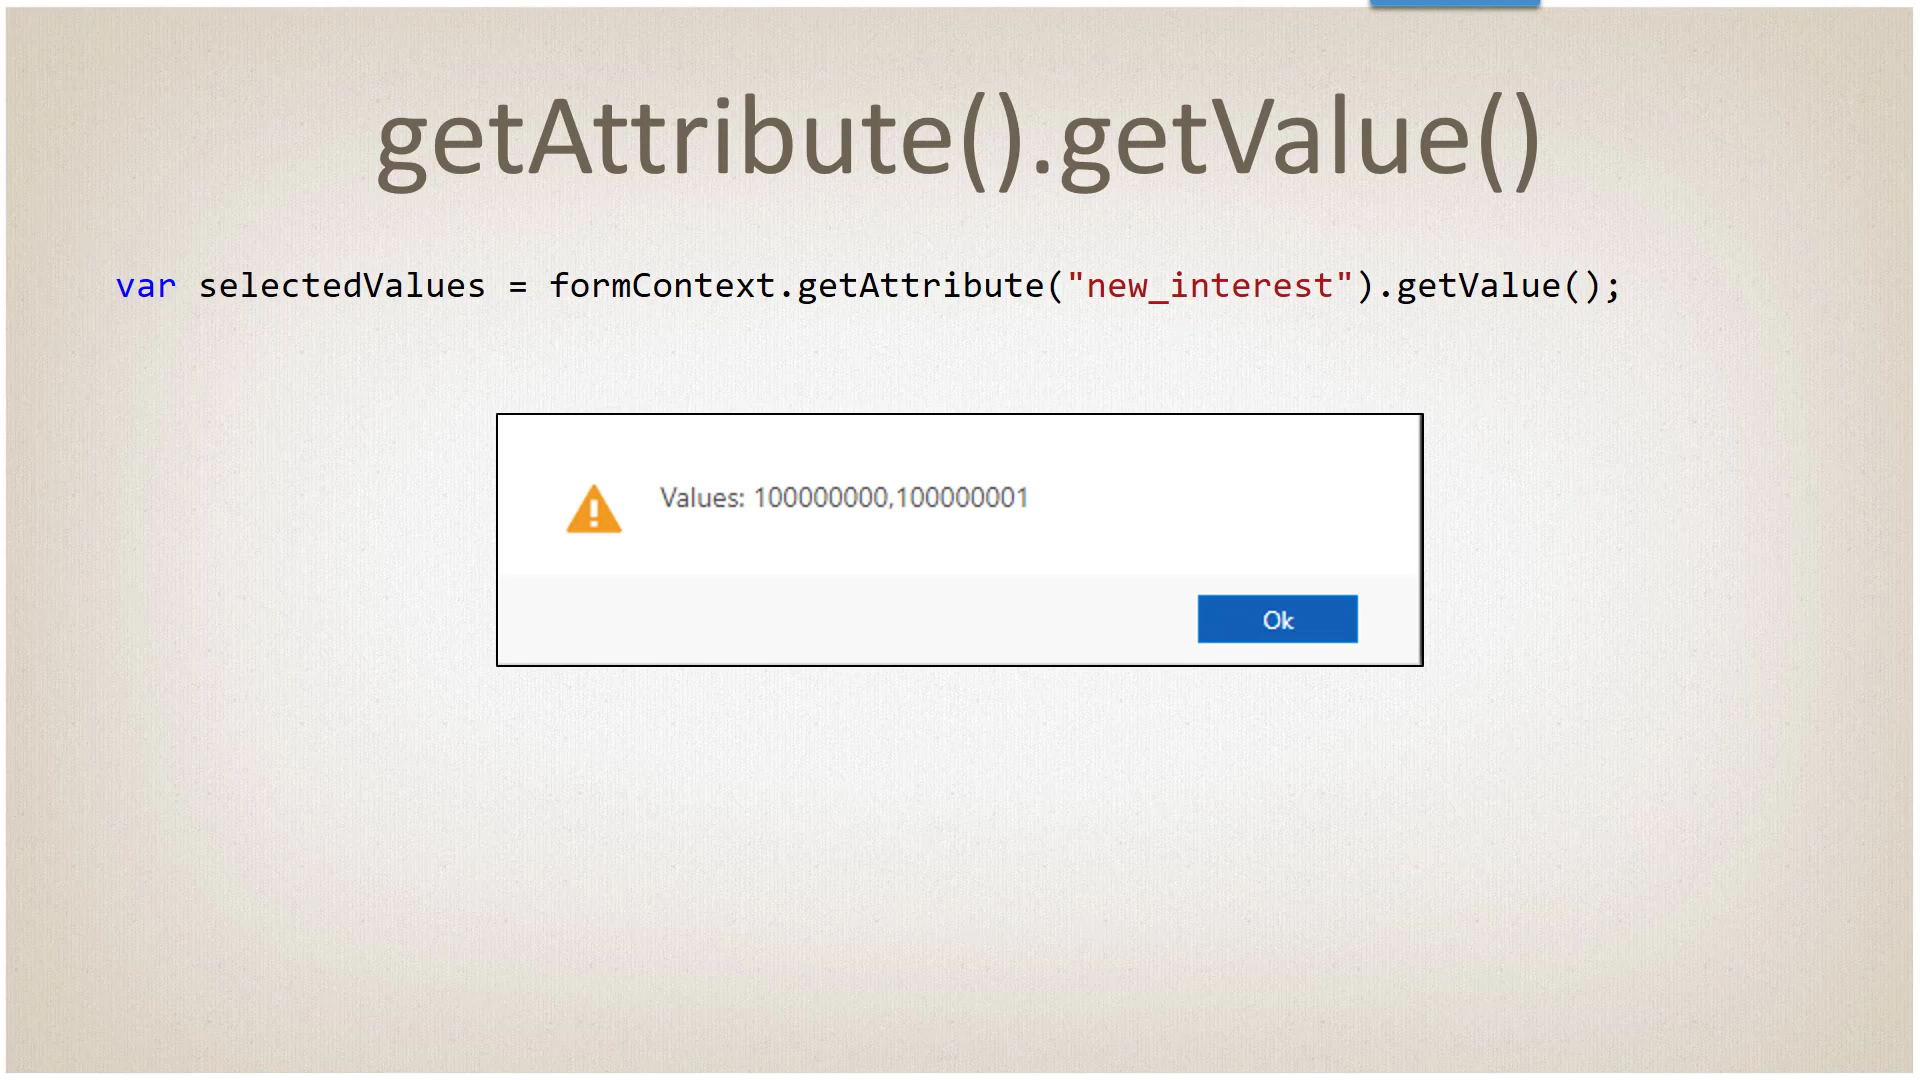 getAttribute().getValue()
var selectedValues = formContext.getAttribute("new_interest").getValue();
Values: 100000000,100000001
Ok